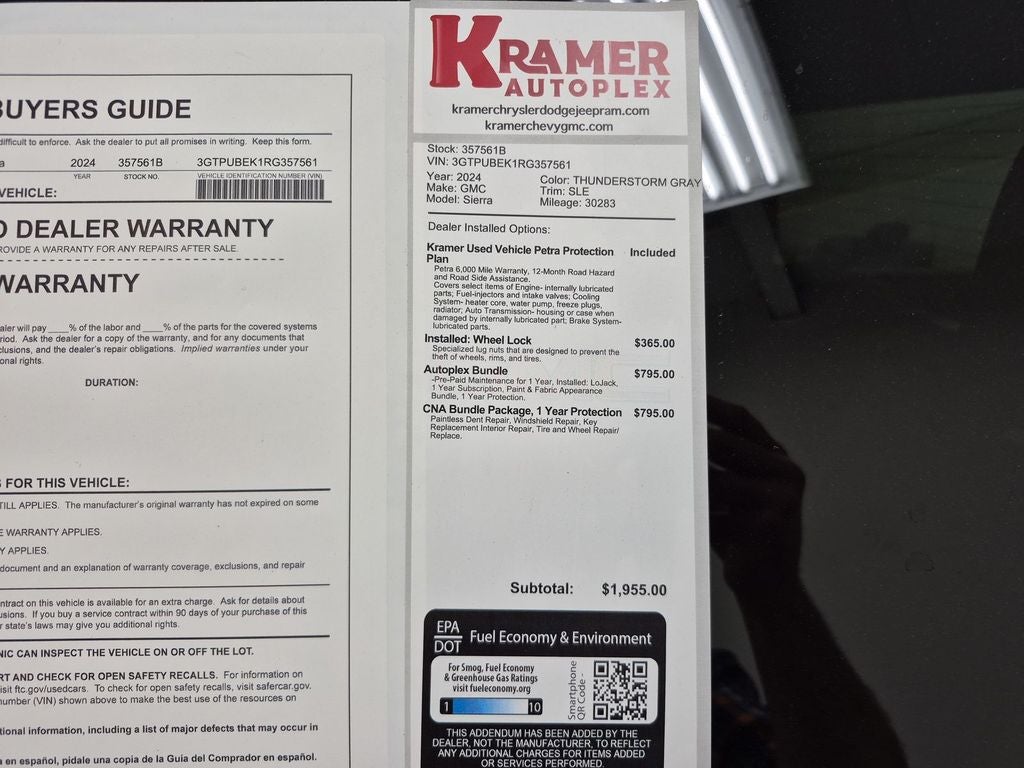 BUYERS GUIDE
difficult to enforce. Ask the dealer to put all promises in writing. Keep this form.
a 2024 357561B 3GTPUBEK1RG357561
YEAR STOCK NO. VEHICLE IDENTIFICATION NUMBER (VIN)
VEHICLE:
O DEALER WARRANTY
ROVIDE A WARRANTY FOR ANY REPAIRS AFTER SALE.
WARRANTY
aler will pay ____% of the labor and ____% of the parts for the covered systems
riod. Ask the dealer for a copy of the warranty, and for any documents that
clusions, and the dealer's repair obligations. Implied warranties under your
onal rights.
DURATION:
S FOR THIS VEHICLE:
TILL APPLIES. The manufacturer's original warranty has not expired on some
E WARRANTY APPLIES.
Y APPLIES.
document and an explanation of warranty coverage, exclusions, and repair
ntract on this vehicle is available for an extra charge. Ask for details about
usions. If you buy a service contract within 90 days of your purchase of this
r state's laws may give you additional rights.
NIC CAN INSPECT THE VEHICLE ON OR OFF THE LOT.
RT AND CHECK FOR OPEN SAFETY RECALLS. For information on
isit ftc.gov/usedcars. To check for open safety recalls, visit safercar.gov.
number (VIN) shown above to make the best use of the resources on
tional information, including a list of major defects that may occur in
a en español, pídale una copia de la Guía del Comprador en español.
KRAMER
AUTOPLEX
kramerchryslerdodgejeepram.com
kramerchevygmc.com
Stock: 357561B
VIN: 3GTPUBEK1RG357561
Year: 2024 Color: THUNDERSTORM GRAY
Make: GMC Trim: SLE
Model: Sierra Mileage: 30283
Dealer Installed Options:
Kramer Used Vehicle Petra Protection Included
Plan
Petra 6,000 Mile Warranty, 12-Month Road Hazard
and Road Side Assistance.
Covers select items of Engine- internally lubricated
parts; Fuel-injectors and intake valves; Cooling
System- heater core, water pump, freeze plugs,
radiator; Auto Transmission- housing or case when
damaged by internally lubricated part; Brake System-
lubricated parts.
Installed: Wheel Lock $365.00
Specialized lug nuts that are designed to prevent the
theft of wheels, rims, and tires.
Autoplex Bundle $795.00
-Pre-Paid Maintenance for 1 Year, Installed: LoJack,
1 Year Subscription, Paint & Fabric Appearance
Bundle, 1 Year Protection.
CNA Bundle Package, 1 Year Protection $795.00
Paintless Dent Repair, Windshield Repair, Key
Replacement Interior Repair, Tire and Wheel Repair/
Replace.
Subtotal: $1,955.00
EPA
DOT Fuel Economy & Environment
For Smog, Fuel Economy
& Greenhouse Gas Ratings
visit fueleconomy.org
1 10
Smartphone
QR Code -
THIS ADDENDUM HAS BEEN ADDED BY THE
DEALER, NOT THE MANUFACTURER, TO REFLECT
ANY ADDITIONAL CHARGES FOR ITEMS ADDED
OR SERVICES PERFORMED.